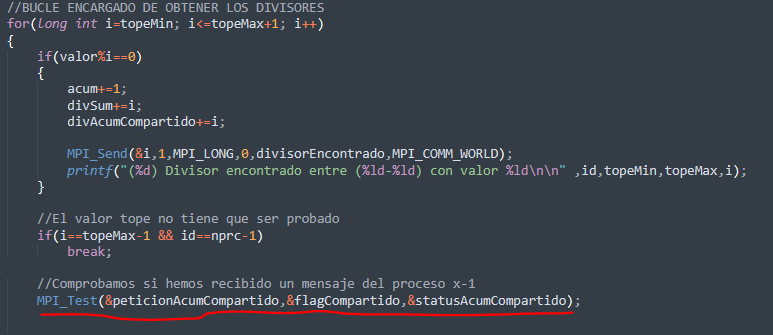 //BUCLE ENCARGADO DE OBTENER LOS DIVISORES
for(long int i=topeMin; i<=topeMax+1; i++)
{
if(valor%i==0)
{
acum+=1;
divSum+=i;
divAcumCompartido+=i;
MPI_Send(&i,1,MPI_LONG,0,divisorEncontrado,MPI_COMM_WORLD);
printf("(%d) Divisor encontrado entre (%ld-%ld) con valor %ld\n\n" ,id,topeMin,topeMax,i);
}
//El valor tope no tiene que ser probado
if(i==topeMax-1 && id==nprc-1)
break;
//Comprobamos si hemos recibido un mensaje del proceso x-1
MPI_Test(&peticionAcumCompartido,&flagCompartido,&statusAcumCompartido);